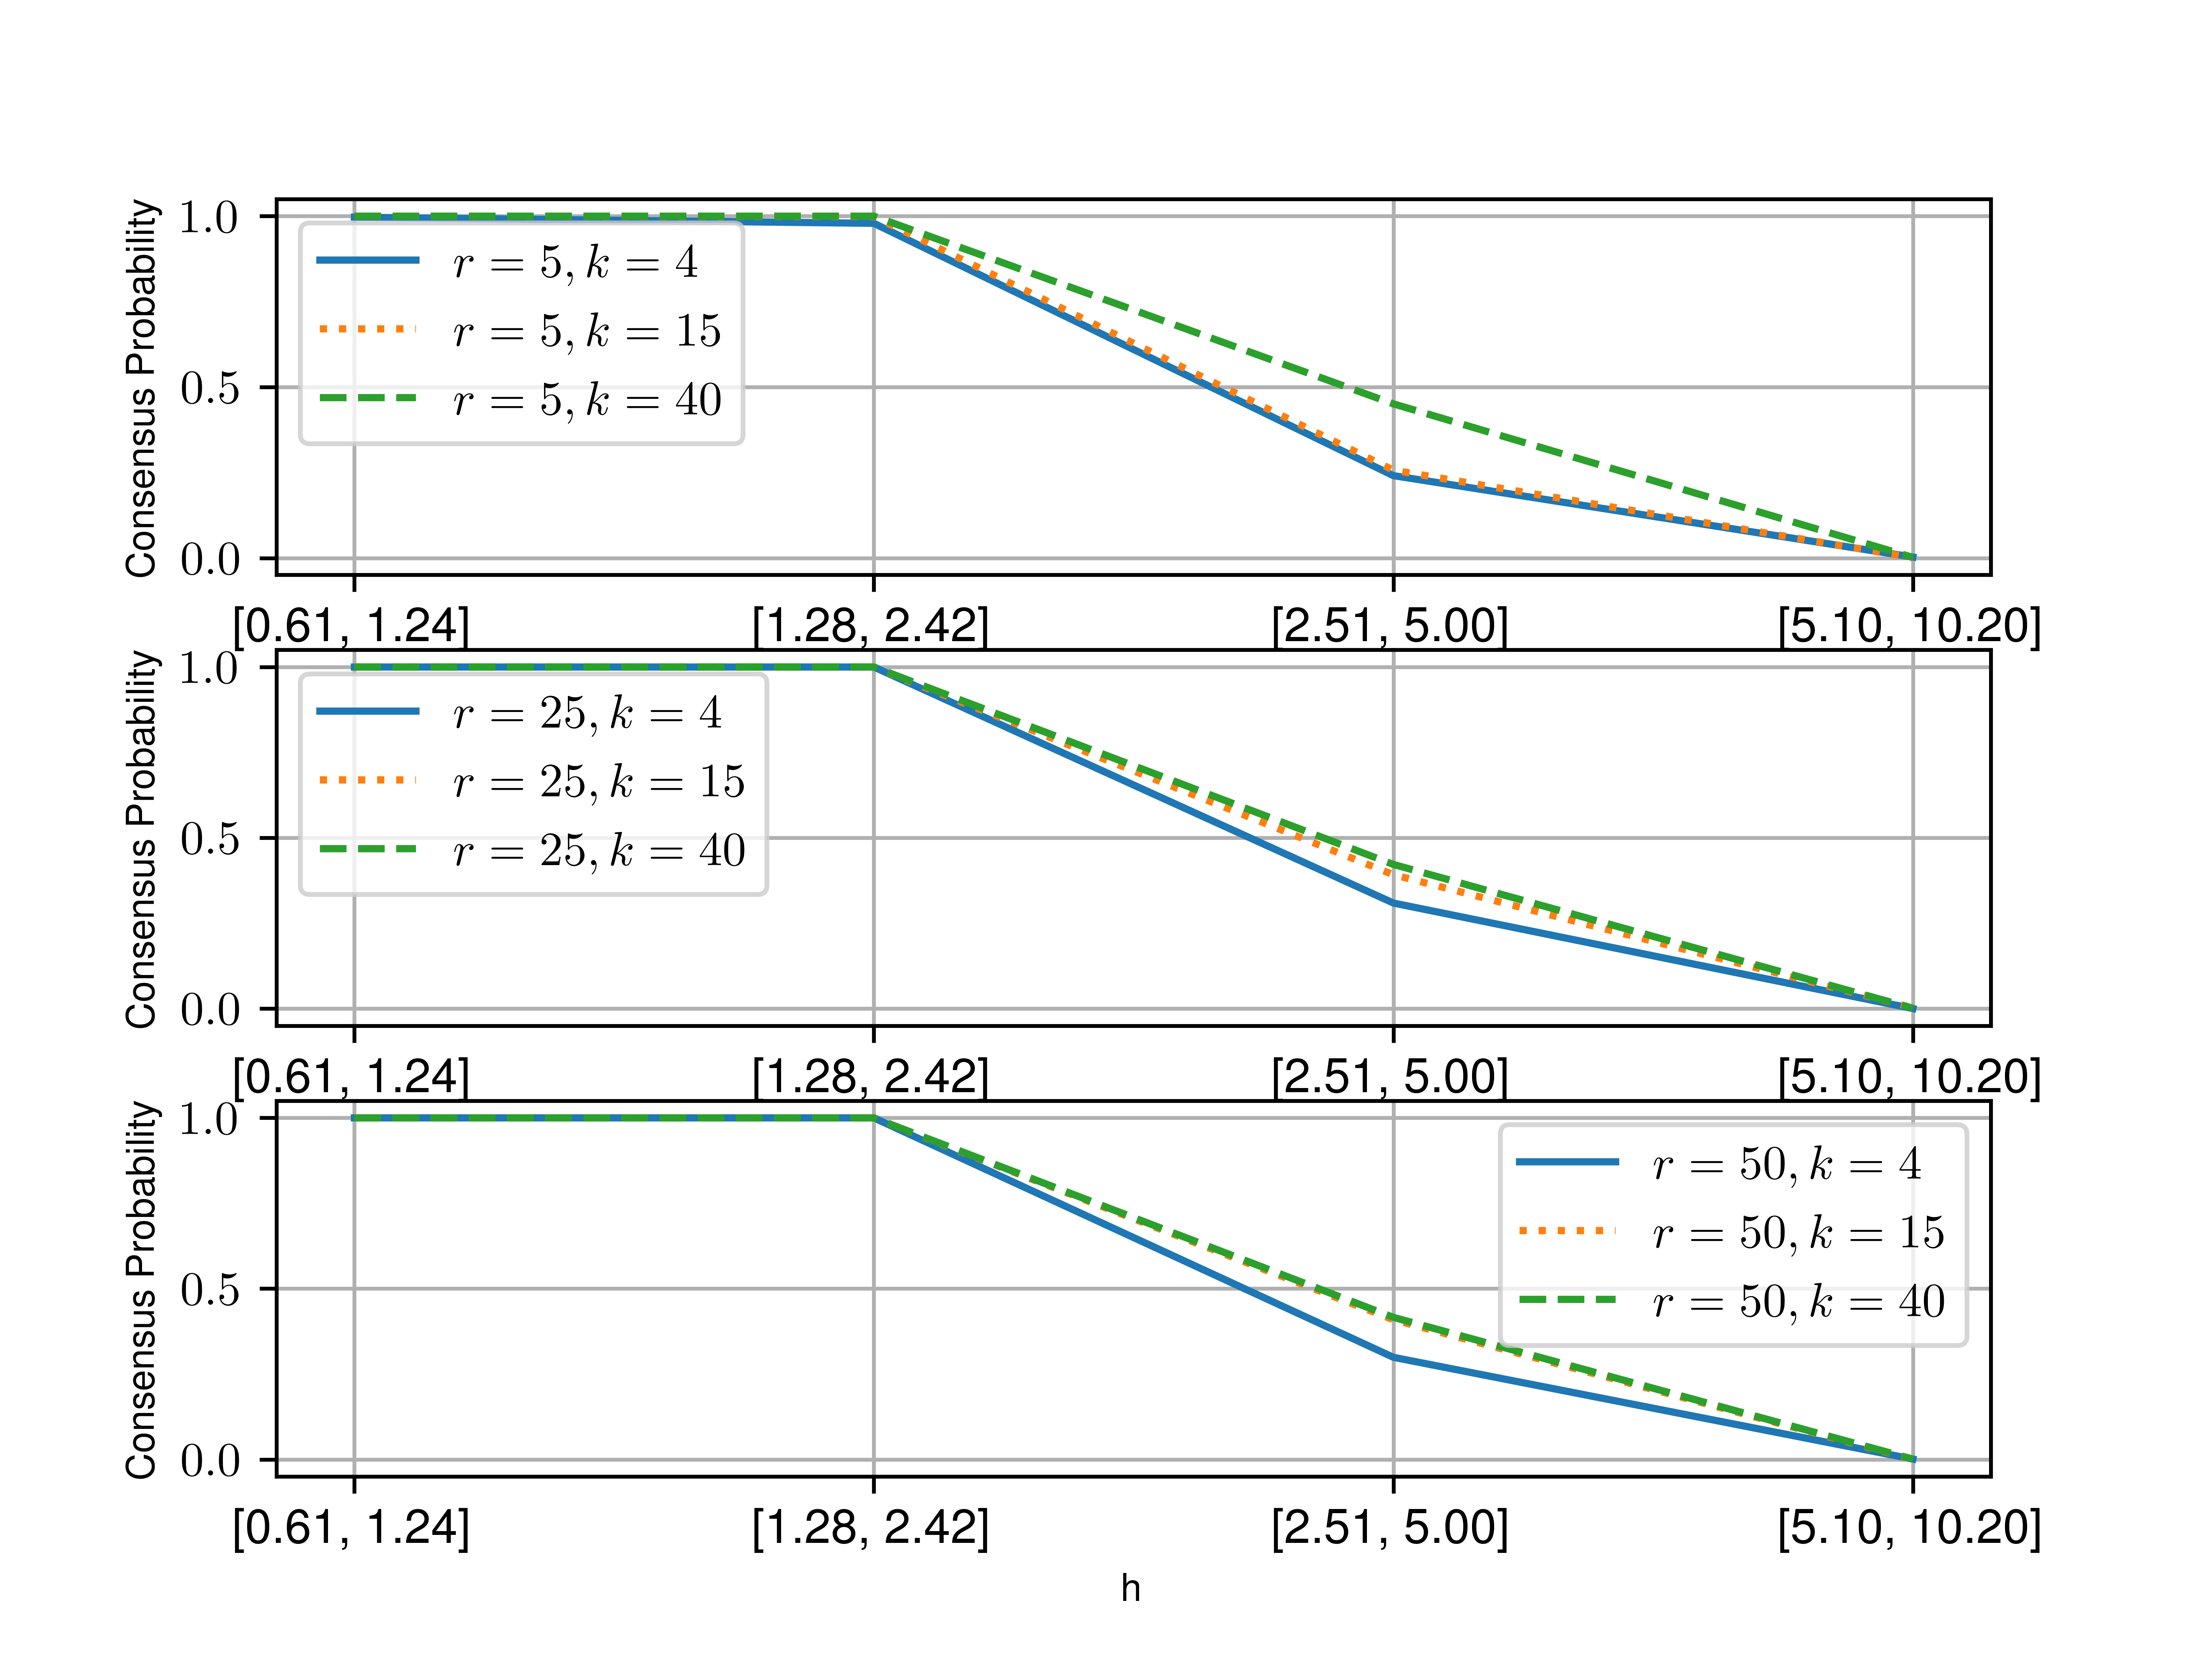 Consensus Probability
1.0
0.5
0.0
r = 5, k = 4
r = 5, k = 15
r = 5, k = 40
[0.61, 1.24] [1.28, 2.42] [2.51, 5.00] [5.10, 10.20]
Consensus Probability
1.0
0.5
0.0
r = 25, k = 4
r = 25, k = 15
r = 25, k = 40
[0.61, 1.24] [1.28, 2.42] [2.51, 5.00] [5.10, 10.20]
Consensus Probability
1.0
0.5
0.0
r = 50, k = 4
r = 50, k = 15
r = 50, k = 40
[0.61, 1.24] [1.28, 2.42] [2.51, 5.00] [5.10, 10.20]
h